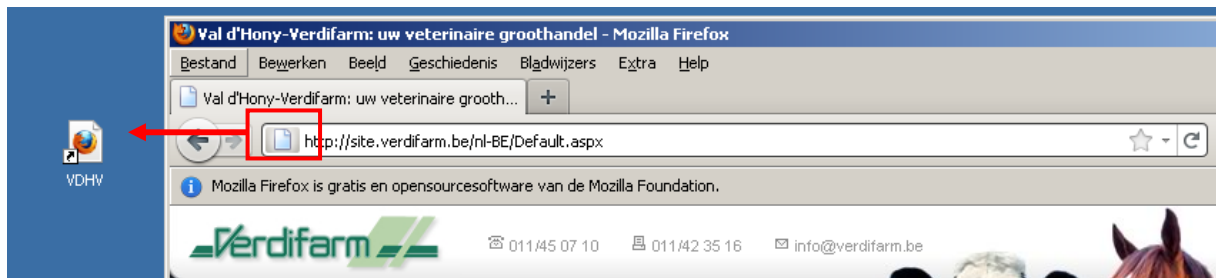 Val d'Hony-Verdifarm: uw veterinaire groothandel - Mozilla Firefox
Bestand Bewerken Beeld Geschiedenis Bladwijzers Extra Help
Val d'Hony-Verdifarm: uw veterinaire grooth... +
http://site.verdifarm.be/nl-BE/Default.aspx
VDHV
Mozilla Firefox is gratis en opensourcesoftware van de Mozilla Foundation.
Verdifarm 011/45 07 10 011/42 35 16 info@verdifarm.be